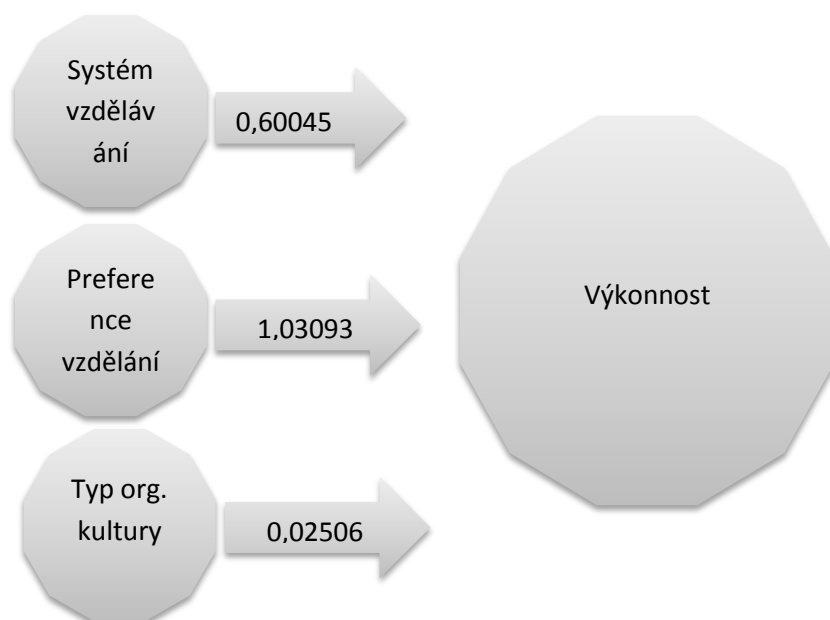 Systém
vzděláv
ání
0,60045
Prefere
nce
vzdělání
1,03093
Výkonnost
Typ org.
kultury
0,02506